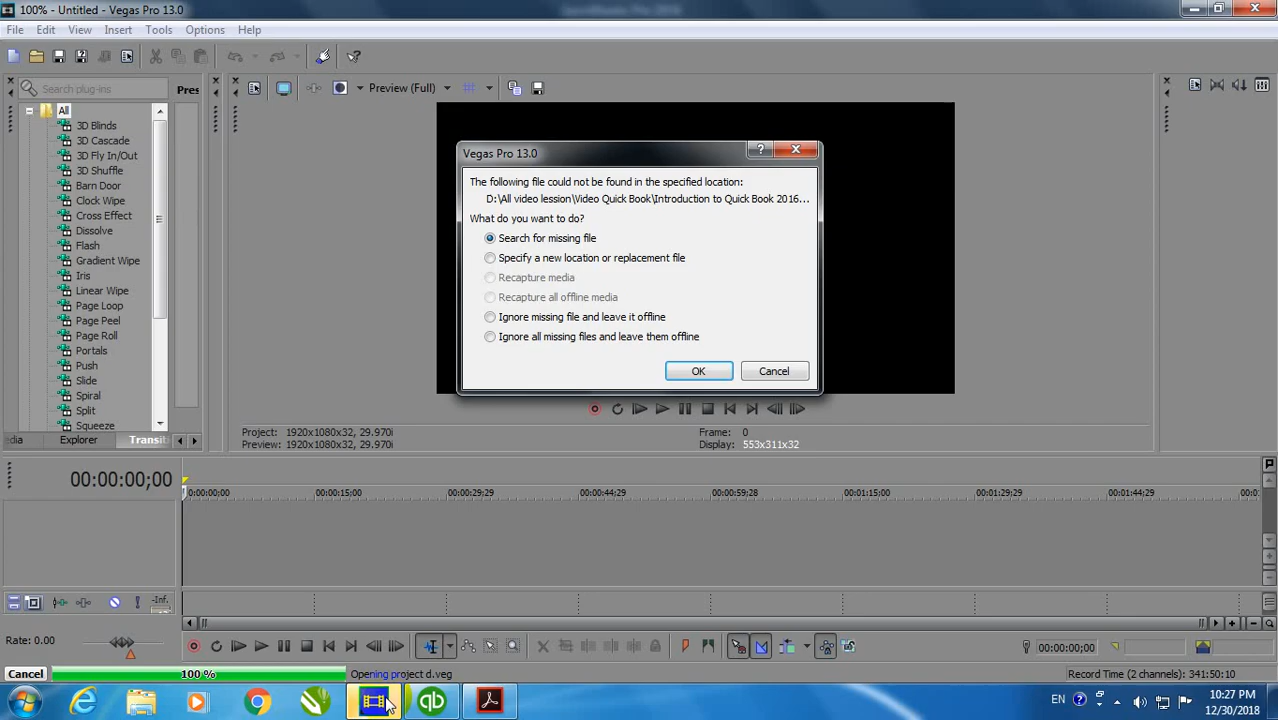 100% - Untitled - Vegas Pro 13.0
File Edit View Insert Tools Options Help
Search plug-ins
Pres
Preview (Full)
All
3D Blinds
3D Cascade
3D Fly In/Out
3D Shuffle
Barn Door
Clock Wipe
Cross Effect
Dissolve
Flash
Gradient Wipe
Iris
Linear Wipe
Page Loop
Page Peel
Page Roll
Portals
Push
Slide
Spiral
Split
Squeeze
edia Explorer Transit
Vegas Pro 13.0
The following file could not be found in the specified location:
D:\All video lession\Video Quick Book\Introduction to Quick Book 2016...
What do you want to do?
Search for missing file
Specify a new location or replacement file
Recapture media
Recapture all offline media
Ignore missing file and leave it offline
Ignore all missing files and leave them offline
OK Cancel
Project: 1920x1080x32, 29.970i
Preview: 1920x1080x32, 29.970i
Frame: 0
Display: 553x311x32
00:00:00;00
0:00:00;00 00:00:15;00 00:00:29;29 00:00:44;29 00:00:59;28 00:01:15;00 00:01:29;29 00:01:44;29 00:0
-Inf.
Rate: 0.00
00:00:00;00
Cancel 100 % Opening project d.veg Record Time (2 channels): 341:50:10
EN
10:27 PM
12/30/2018